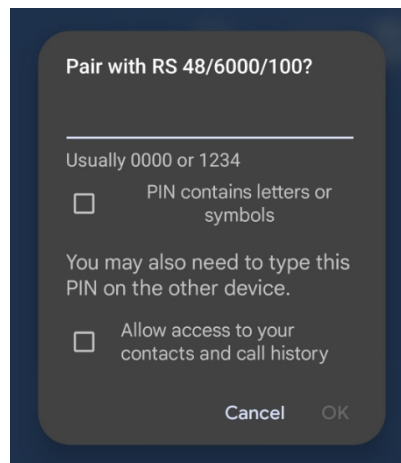 Pair with RS 48/6000/100?
Usually 0000 or 1234
PIN contains letters or
symbols
You may also need to type this
PIN on the other device.
Allow access to your
contacts and call history
Cancel OK